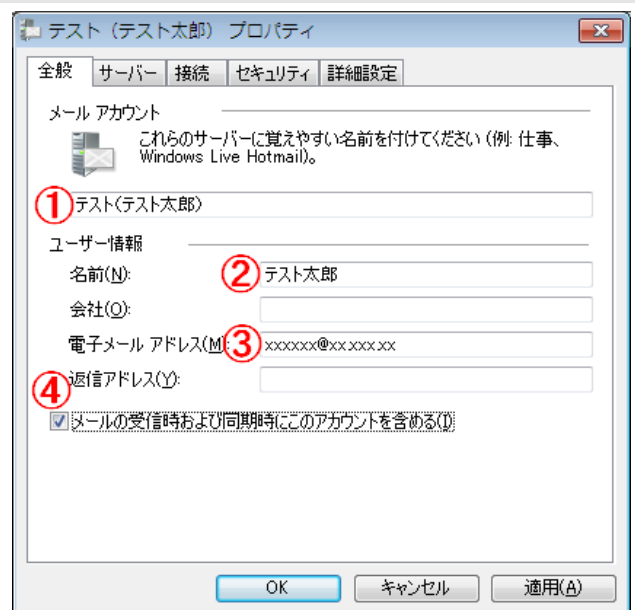 テスト（テスト太郎） プロパティ
全般 サーバー 接続 セキュリティ 詳細設定
メール アカウント
これらのサーバーに覚えやすい名前を付けてください (例: 仕事、
Windows Live Hotmail)。
① テスト(テスト太郎)
ユーザー情報
名前(N): ② テスト太郎
会社(O):
電子メール アドレス(M): ③ xxxxxx@xx.xxx.xx
④
返信アドレス(Y):
メールの受信時および同期時にこのアカウントを含める(I)
OK キャンセル 適用(A)